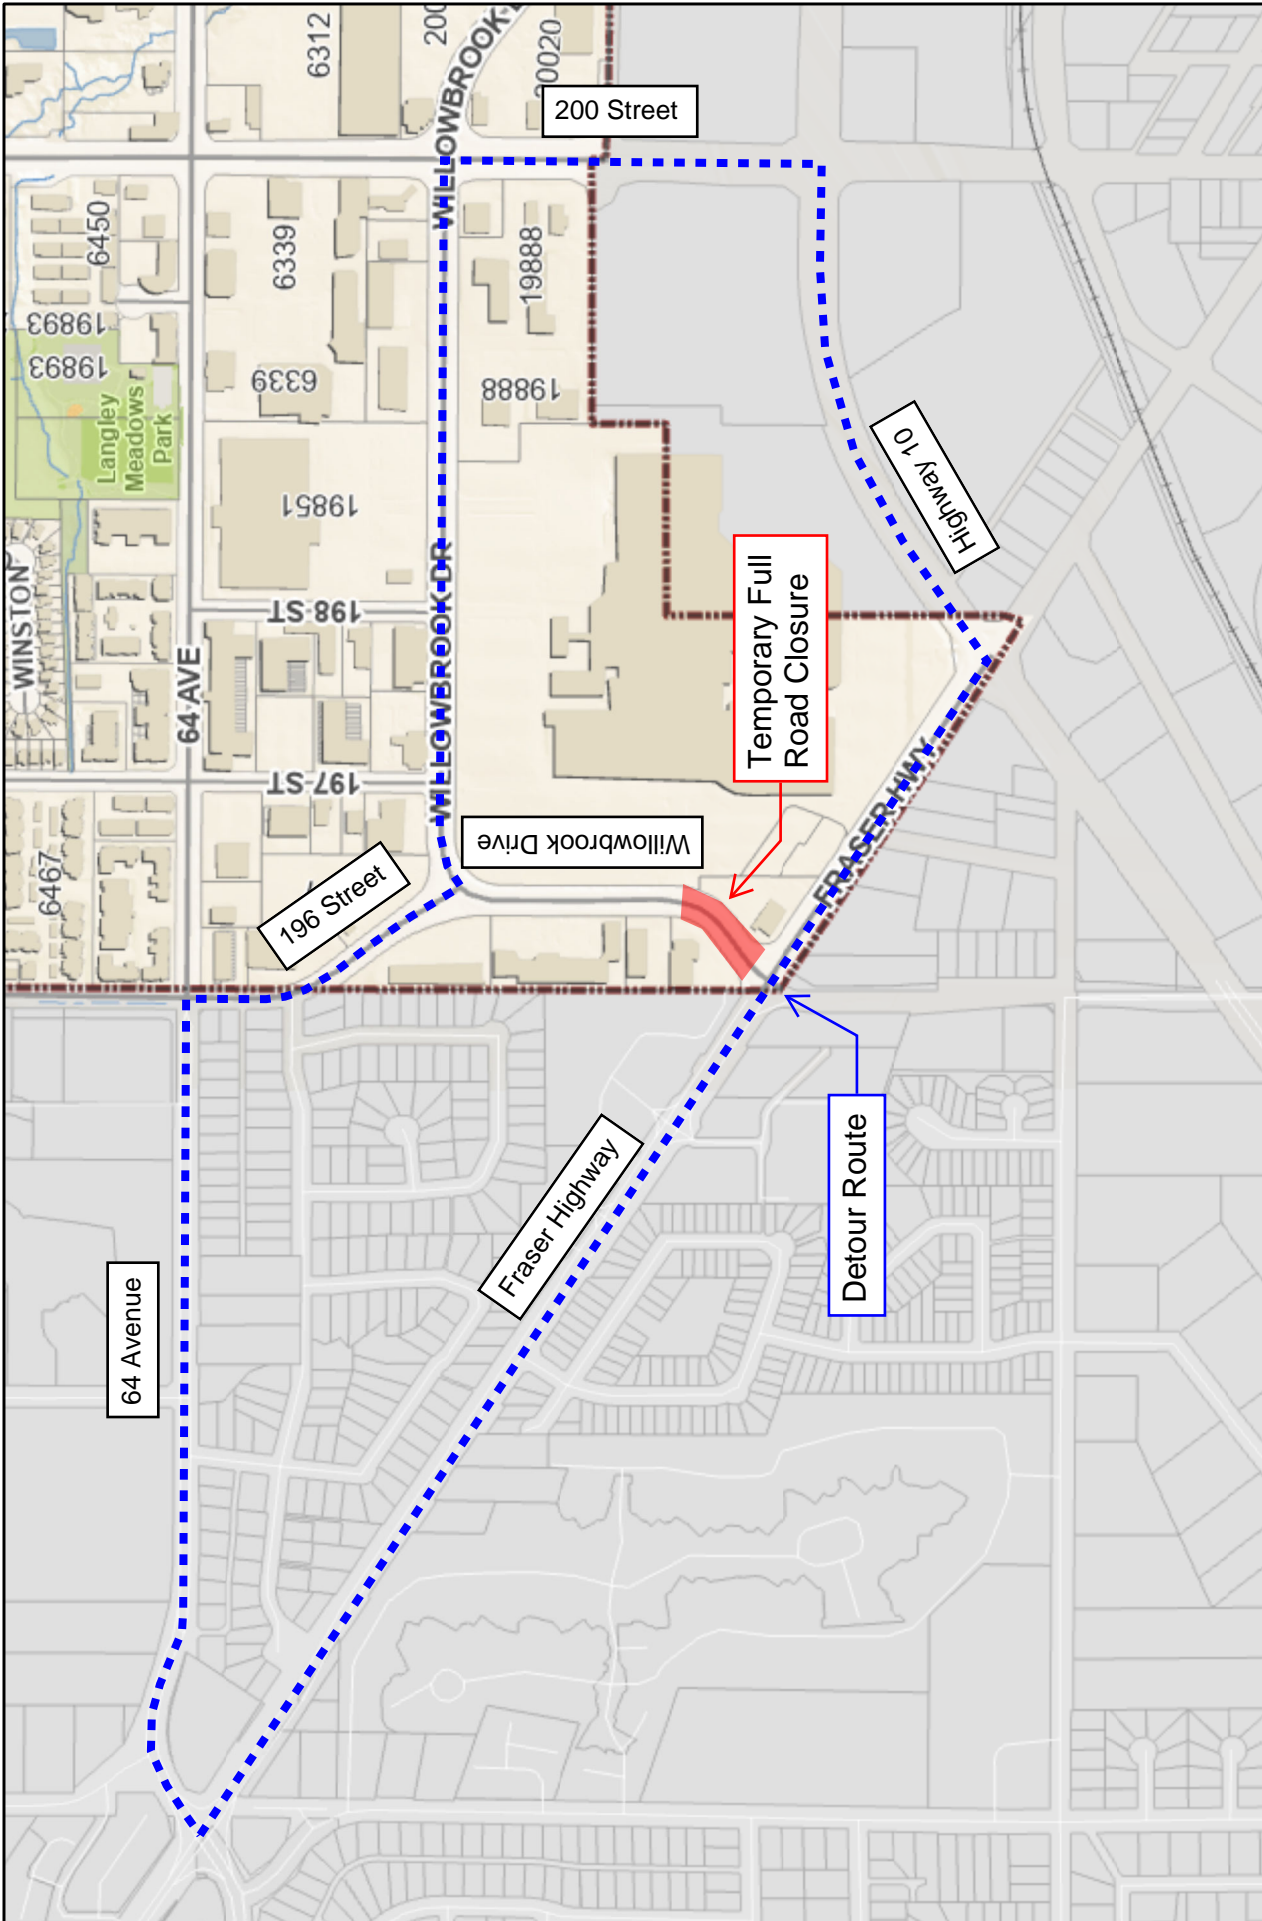 6312
200
20020
WILLOWBROOK
200 Street
6450
6339
19888
19893
19893
Langley
Meadows
Park
6339
19888
19851
Highway 10
WINSTON
198 ST
WILLOWBROOK DR
64 AVE
197 ST
Temporary Full
Road Closure
FRASER HWY
Willowbrook Drive
6467
196 Street
Fraser Highway
Detour Route
64 Avenue